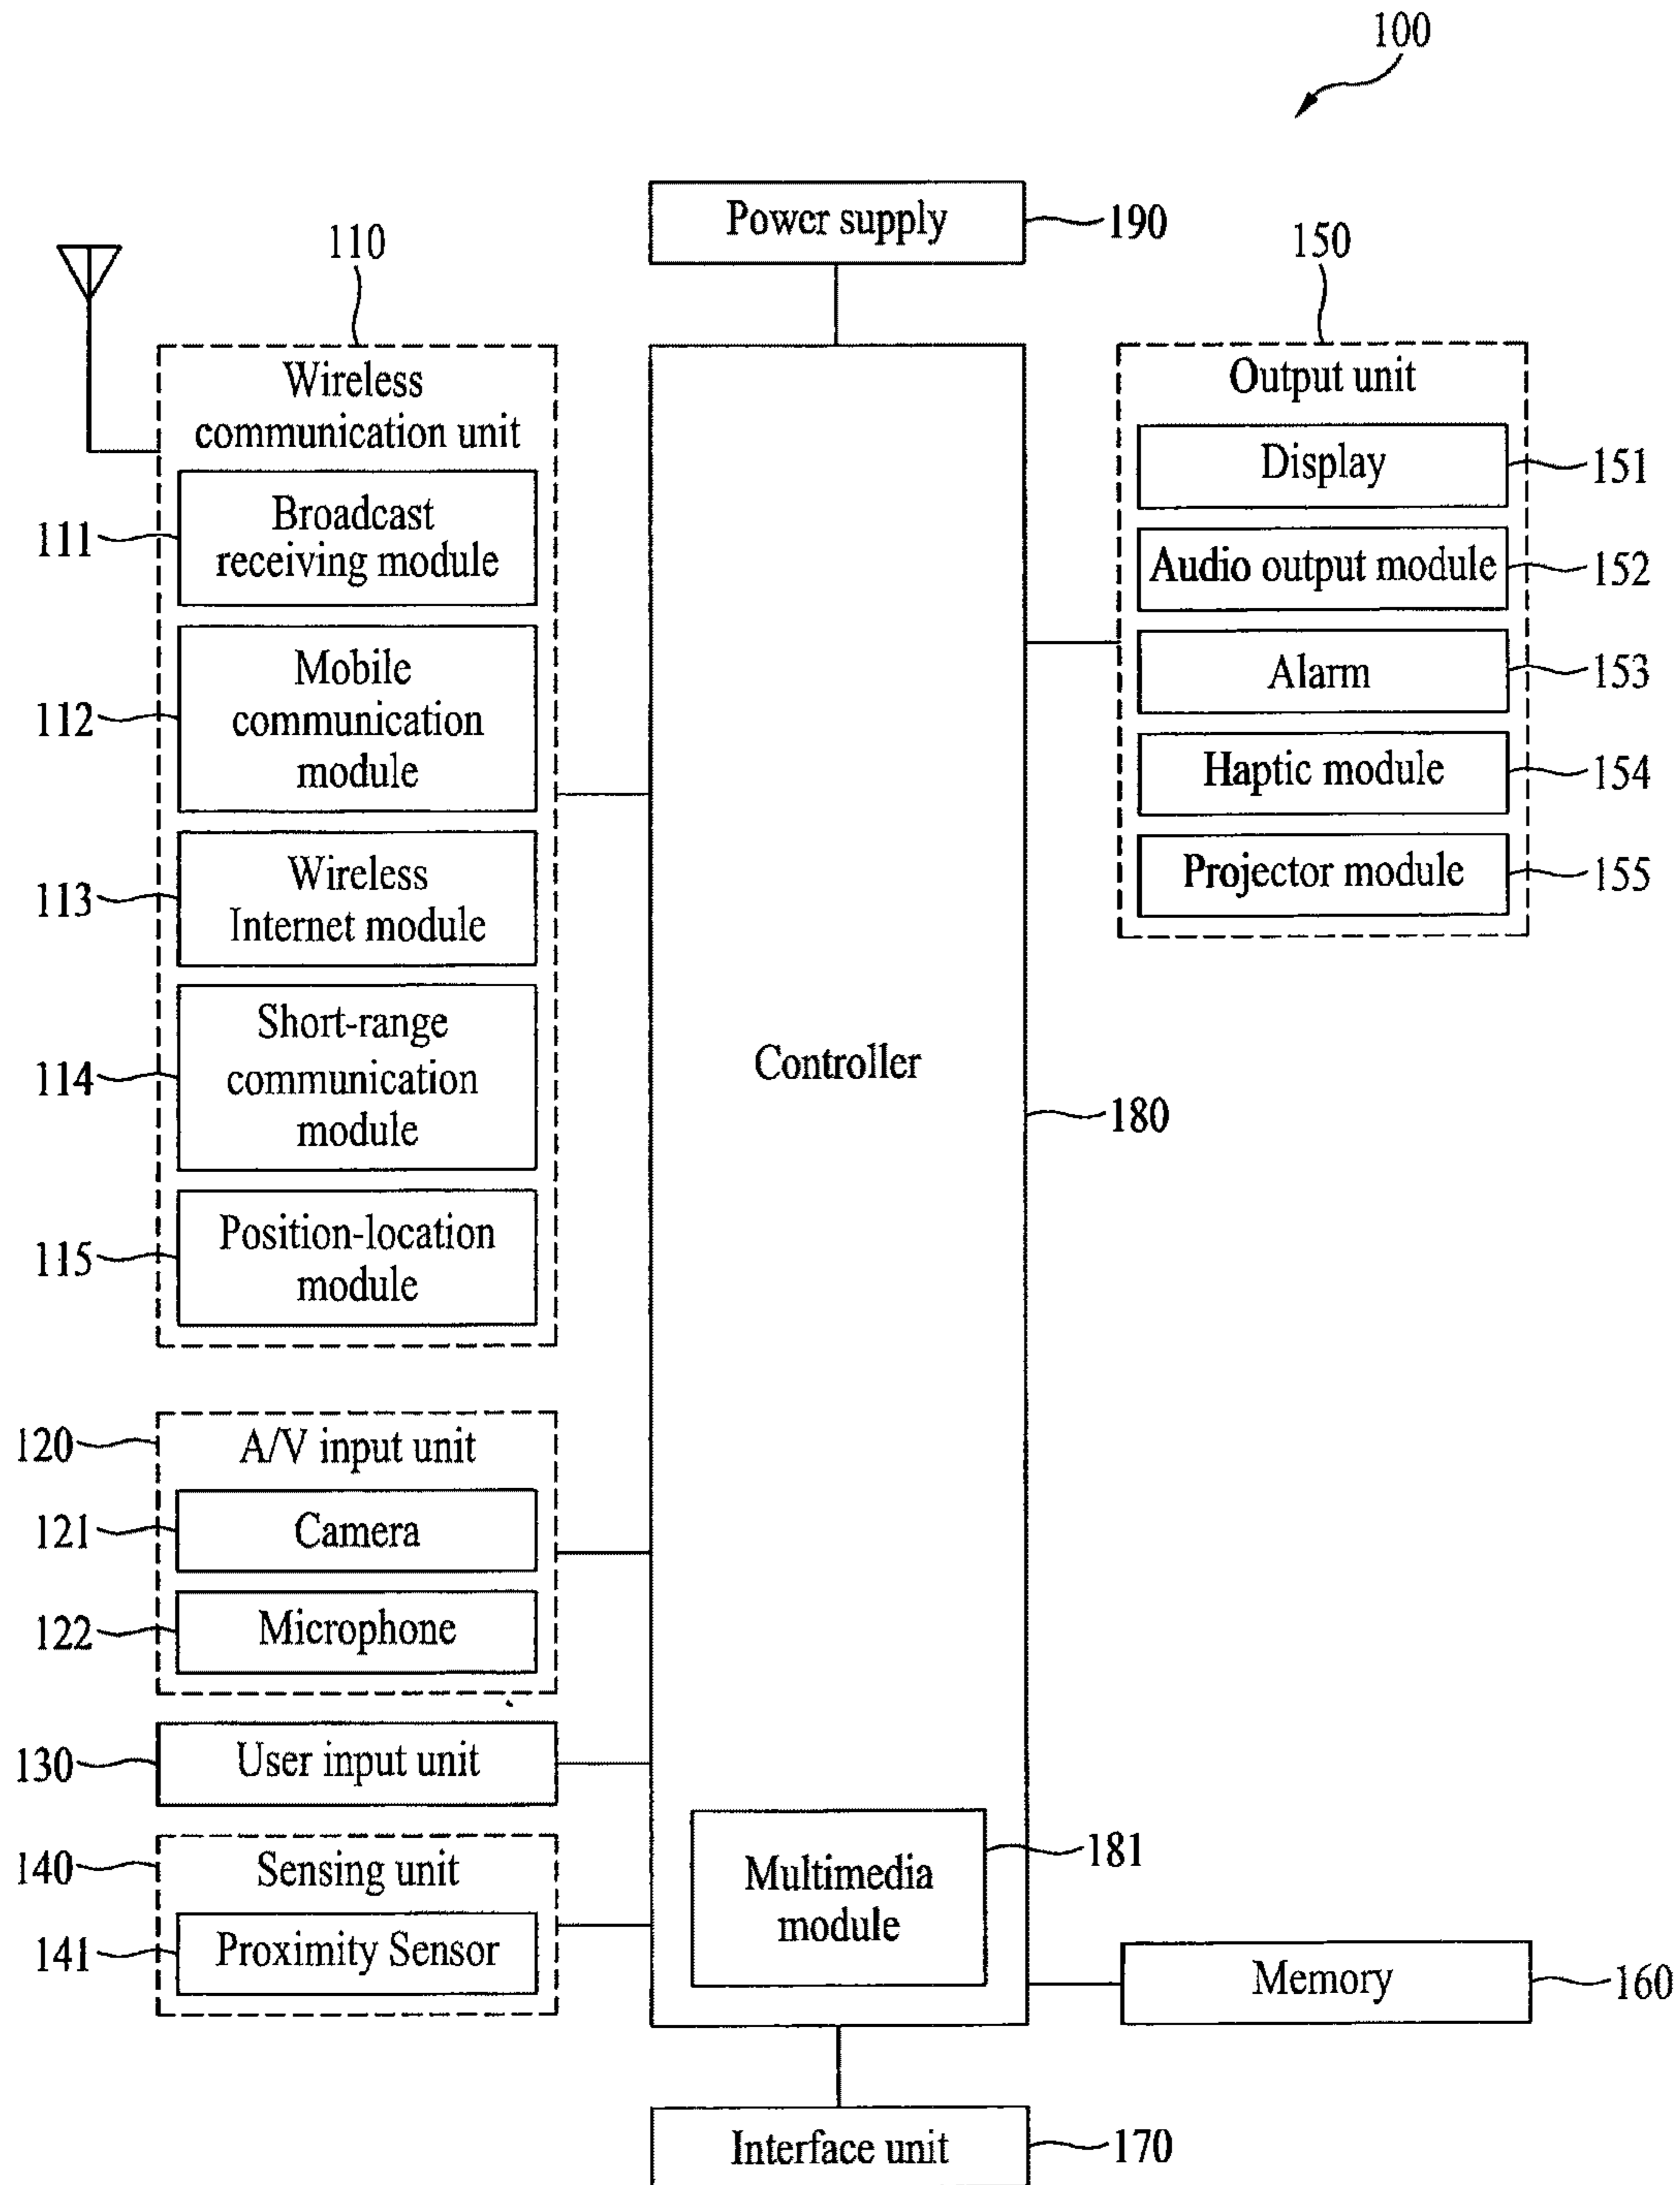 100
Power supply
190
110
Wireless
communication unit
111
Broadcast
receiving module
112
Mobile
communication
module
113
Wireless
Internet module
114
Short-range
communication
module
115
Position-location
module
120
A/V input unit
121
Camera
122
Microphone
130
User input unit
140
Sensing unit
141
Proximity Sensor
Controller
180
Multimedia
module
181
150
Output unit
Display
151
Audio output module
152
Alarm
153
Haptic module
154
Projector module
155
Memory
160
Interface unit
170